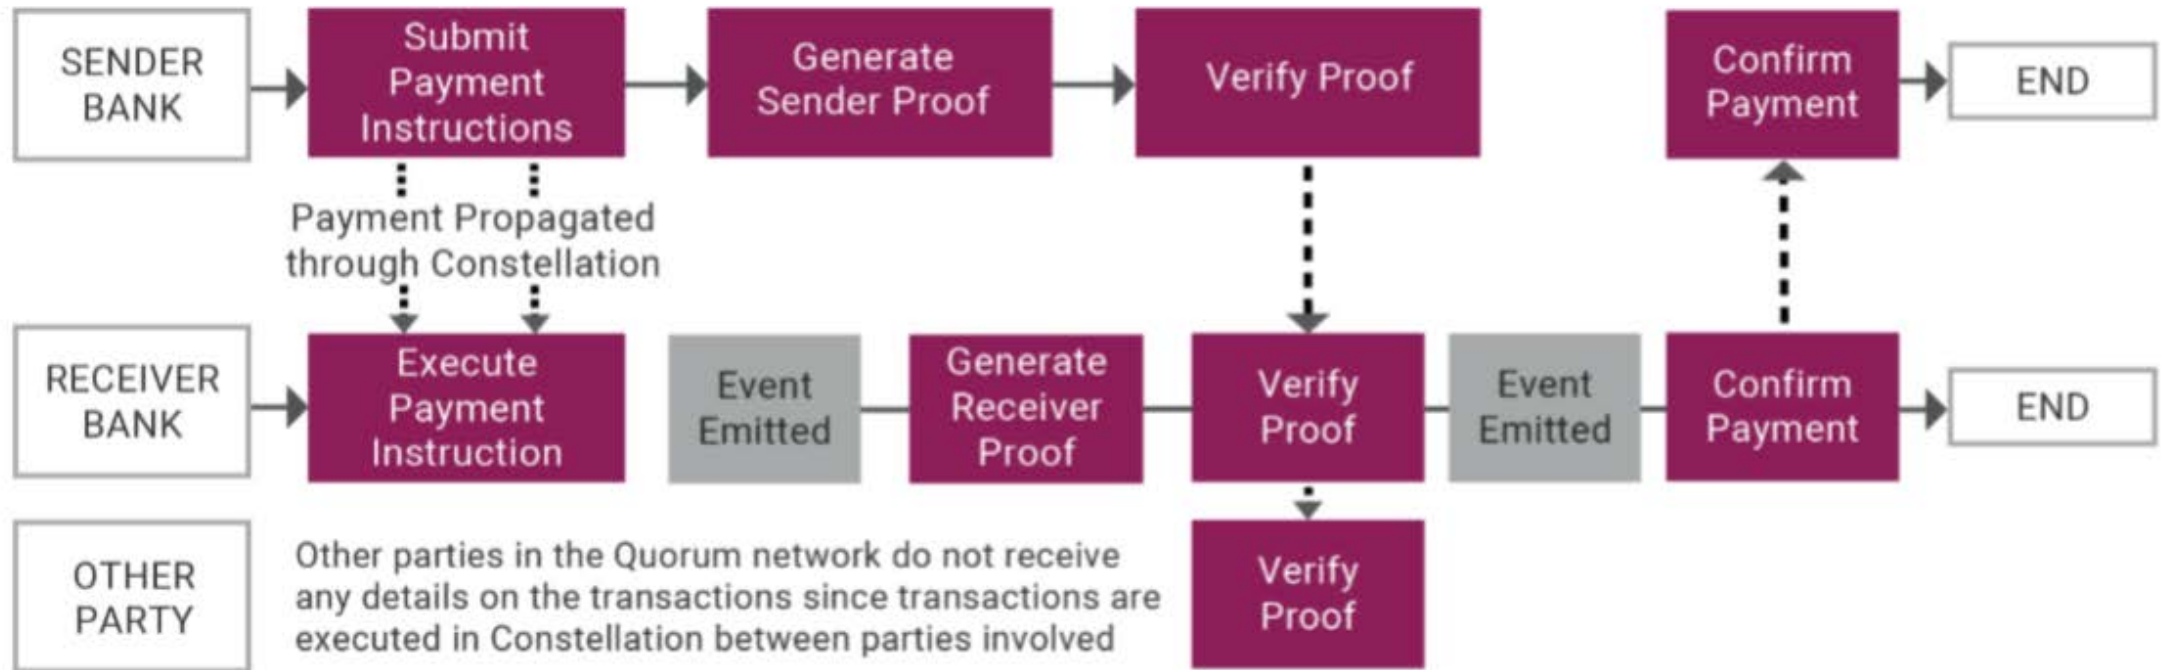 SENDER
BANK
Submit
Payment
Instructions
Generate
Sender Proof
Verify Proof
Confirm
Payment
END
Payment Propagated
through Constellation
RECEIVER
BANK
Execute
Payment
Instruction
Event
Emitted
Generate
Receiver
Proof
Verify
Proof
Event
Emitted
Confirm
Payment
END
OTHER
PARTY
Other parties in the Quorum network do not receive
any details on the transactions since transactions are
executed in Constellation between parties involved
Verify
Proof